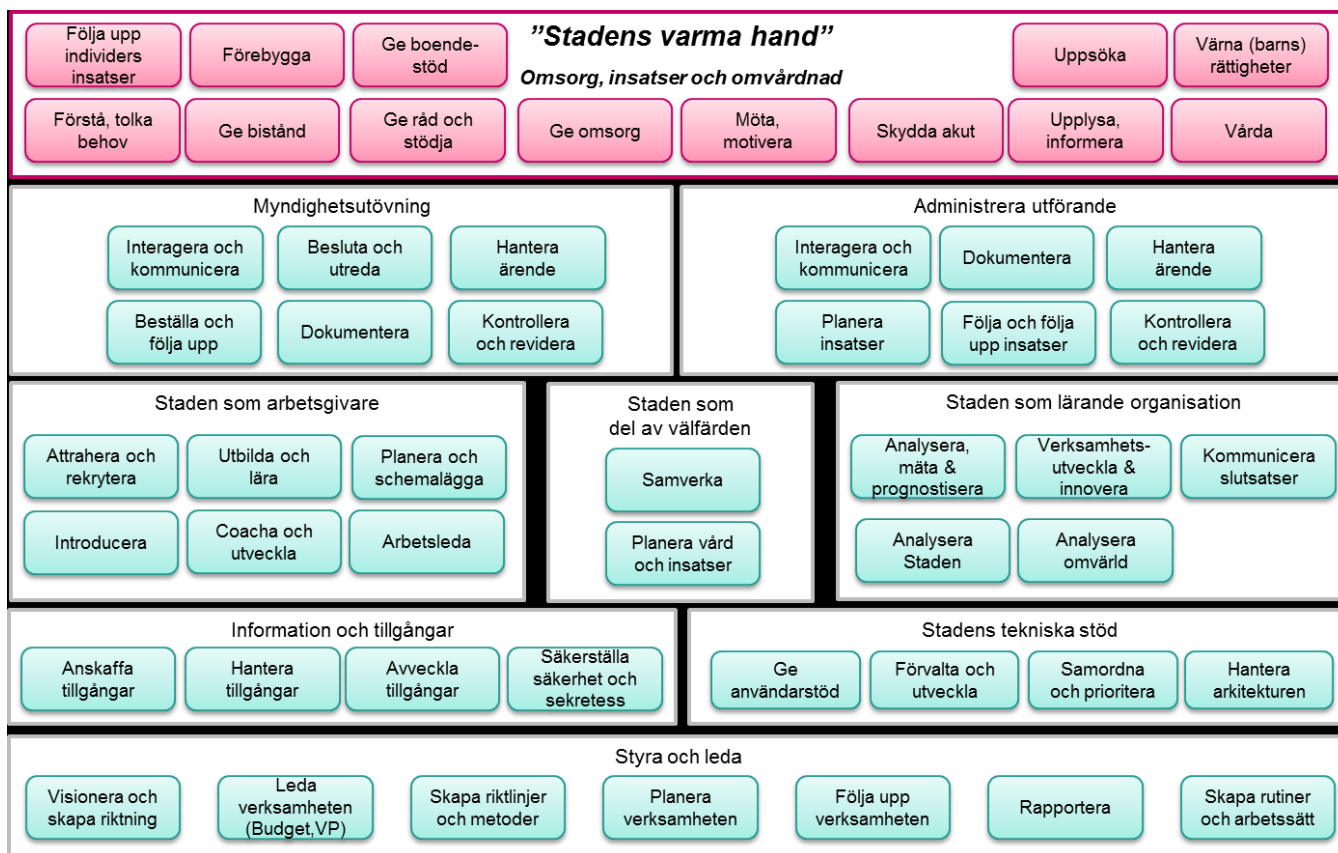 Följa upp
individers
insatser
Förebygga
Ge boende-
stöd
”Stadens varma hand”
Omsorg, insatser och omvårdnad
Uppsöka
Värna (barns)
rättigheter
Förstå, tolka
behov
Ge bistånd
Ge råd och
stödja
Ge omsorg
Möta,
motivera
Skydda akut
Upplysa,
informera
Vårda
Myndighetsutövning
Interagera och
kommunicera
Besluta och
utreda
Hantera
ärende
Beställa och
följa upp
Dokumentera
Kontrollera
och revidera
Administrera utförande
Interagera och
kommunicera
Dokumentera
Hantera
ärende
Planera
insatser
Följa och följa
upp insatser
Kontrollera
och revidera
Staden som arbetsgivare
Attrahera och
rekrytera
Utbilda och
lära
Planera och
schemalägga
Introducera
Coacha och
utveckla
Arbetsleda
Staden som
del av välfärden
Samverka
Planera vård
och insatser
Staden som lärande organisation
Analysera,
mäta &
prognostisera
Verksamhets-
utveckla &
innovera
Kommunicera
slutsatser
Analysera
Staden
Analysera
omvärld
Information och tillgångar
Anskaffa
tillgångar
Hantera
tillgångar
Avveckla
tillgångar
Säkerställa
säkerhet och
sekretess
Stadens tekniska stöd
Ge
användarstöd
Förvalta och
utveckla
Samordna
och prioritera
Hantera
arkitekturen
Styra och leda
Visionera och
skapa riktning
Leda
verksamheten
(Budget,VP)
Skapa riktlinjer
och metoder
Planera
verksamheten
Följa upp
verksamheten
Rapportera
Skapa rutiner
och arbetssätt